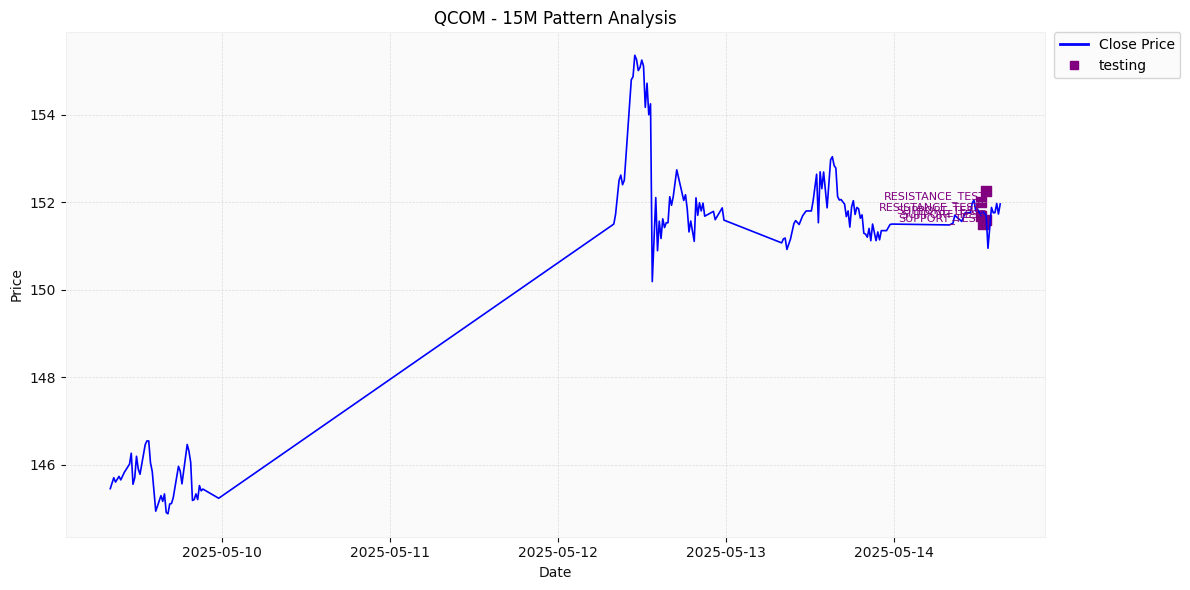 QCOM - 15M Pattern Analysis
Close Price
testing
154
152
150
148
146
Price
RESISTANCE_TEST
RESISTANCE_TEST
SUPPORT_TEST
2025-05-10
2025-05-11
2025-05-12
2025-05-13
2025-05-14
Date